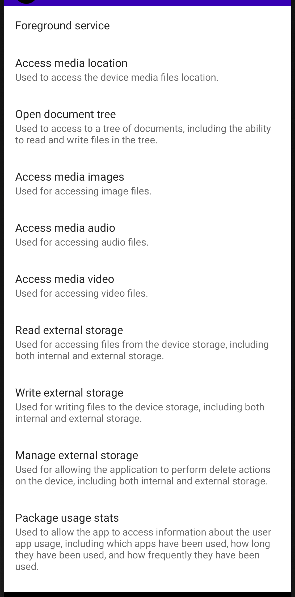 Foreground service
Access media location
Used to access the device media files location.
Open document tree
Used to access to a tree of documents, including the ability
to read and write files in the tree.
Access media images
Used for accessing image files.
Access media audio
Used for accessing audio files.
Access media video
Used for accessing video files.
Read external storage
Used for accessing files from the device storage, including
both internal and external storage.
Write external storage
Used for writing files to the device storage, including both
internal and external storage.
Manage external storage
Used for allowing the application to perform delete actions
on the device, including both internal and external storage.
Package usage stats
Used to allow the app to access information about the user
app usage, including which apps have been used, how long
they have been used, and how frequently they have been
used.